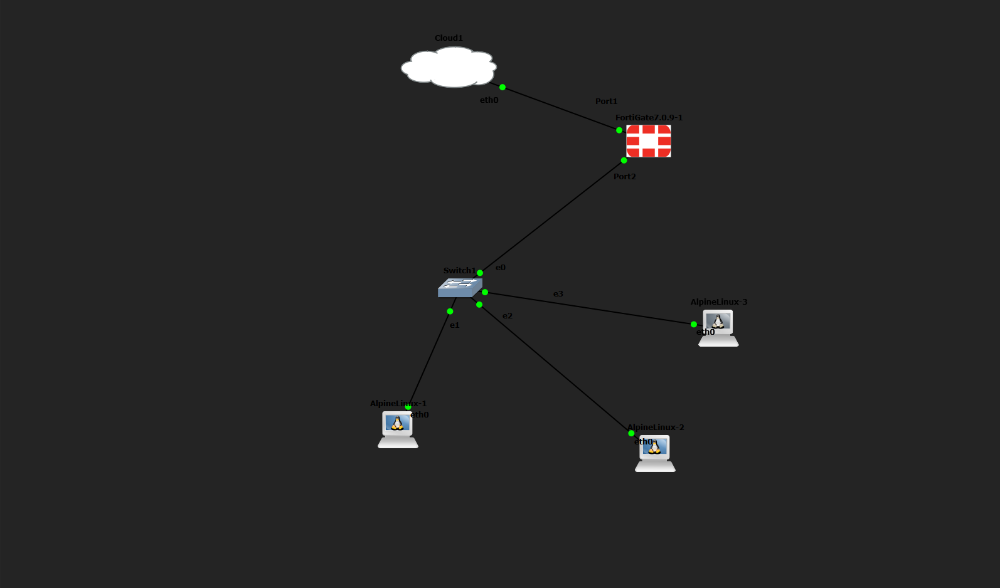 Cloud1
eth0
Port1
FortiGate7.0.9-1
Port2
Switch1
e0
e3
e2
e1
AlpineLinux-3
eth0
AlpineLinux-1
eth0
AlpineLinux-2
eth0